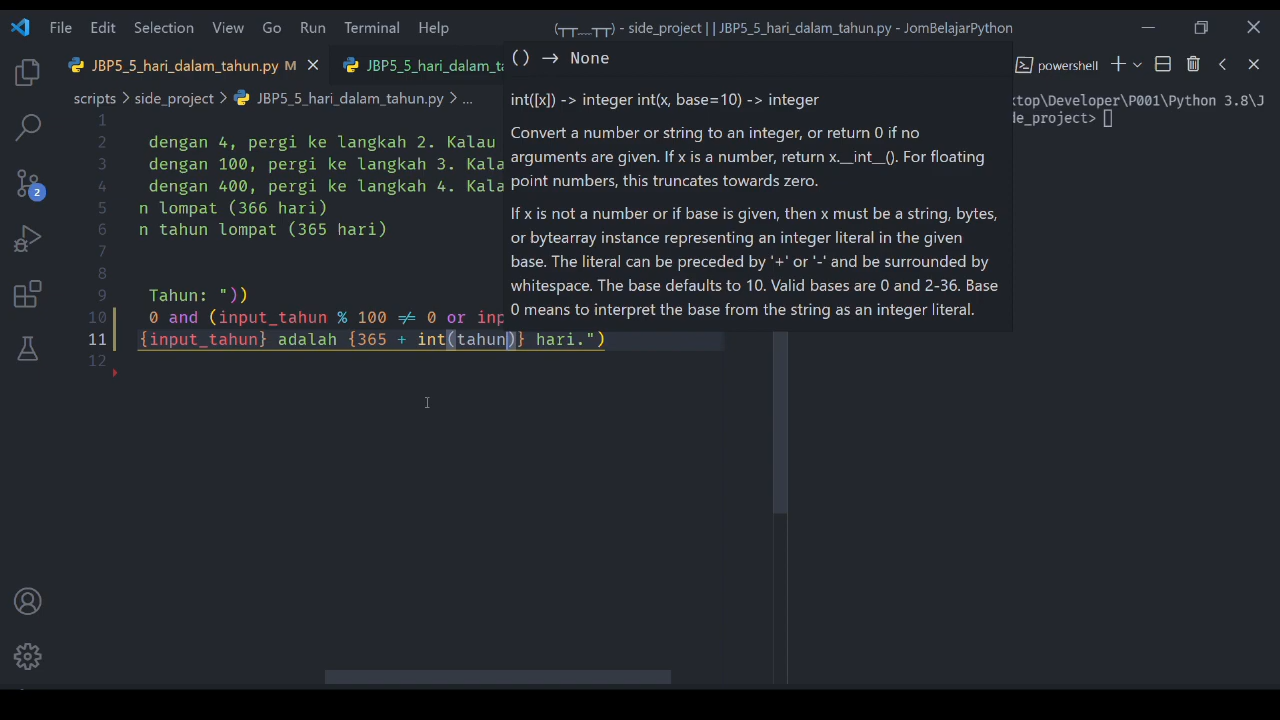 File Edit Selection View Go Run Terminal Help
(┬┬﹏┬┬) - side_project | | JBP5_5_hari_dalam_tahun.py - JomBelajarPython
JBP5_5_hari_dalam_tahun.py M
JBP5_5_hari_dalam_ta
powershell
scripts > side_project > JBP5_5_hari_dalam_tahun.py > ...
1
2 dengan 4, pergi ke langkah 2. Kalau
3 dengan 100, pergi ke langkah 3. Kala
4 dengan 400, pergi ke langkah 4. Kala
5 n lompat (366 hari)
6 n tahun lompat (365 hari)
7
8
9 Tahun: "))
10 0 and (input_tahun % 100 ≠ 0 or inp
11 {input_tahun} adalah {365 + int(tahun)} hari.")
12
() → None
int([x]) -> integer int(x, base=10) -> integer
Convert a number or string to an integer, or return 0 if no
arguments are given. If x is a number, return x.__int__(). For floating
point numbers, this truncates towards zero.
If x is not a number or if base is given, then x must be a string, bytes,
or bytearray instance representing an integer literal in the given
base. The literal can be preceded by '+' or '-' and be surrounded by
whitespace. The base defaults to 10. Valid bases are 0 and 2-36. Base
0 means to interpret the base from the string as an integer literal.
ktop\Developer\P001\Python 3.8\J
de_project>
2